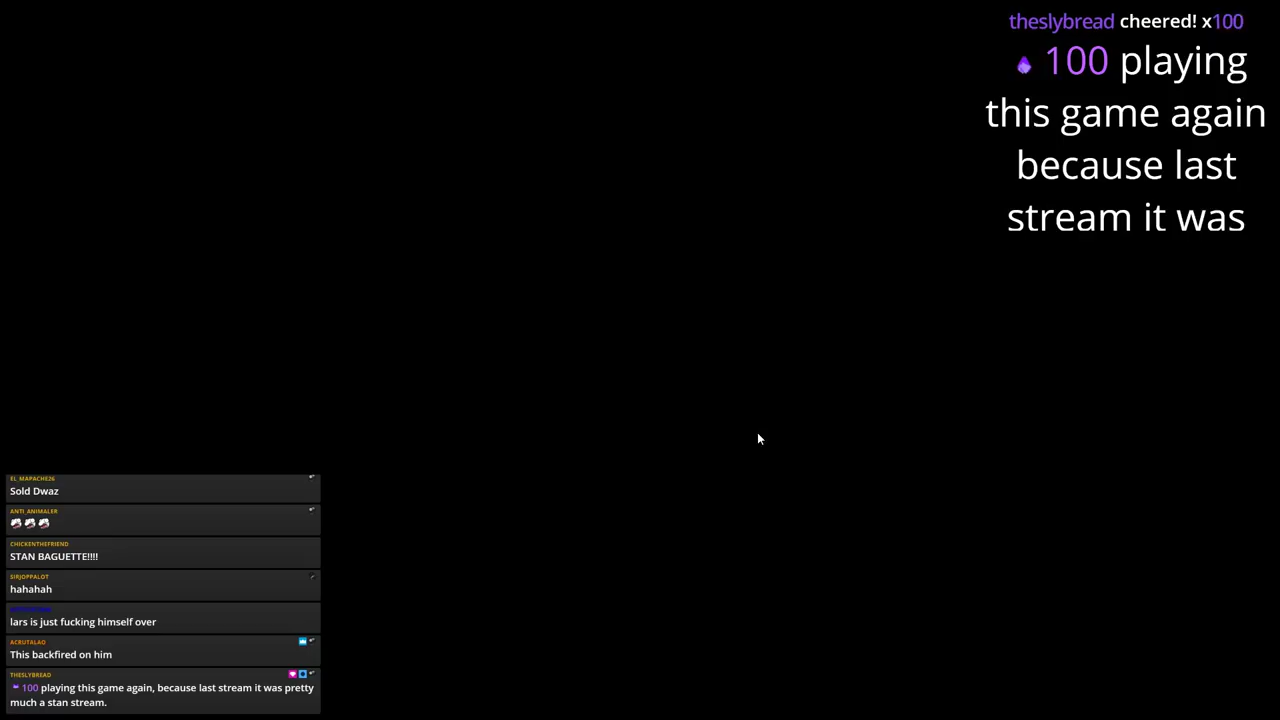 theslybread cheered! x100
100 playing
this game again
because last
stream it was
EL_MAPACHE26
Sold Dwaz
ANTI_ANIMALER
CHICKENTHEFRIEND
STAN BAGUETTE!!!!
SIRJOPPALOT
hahahah
lars is just fucking himself over
ACRUTALAO
This backfired on him
THESLYBREAD
100 playing this game again, because last stream it was pretty
much a stan stream.